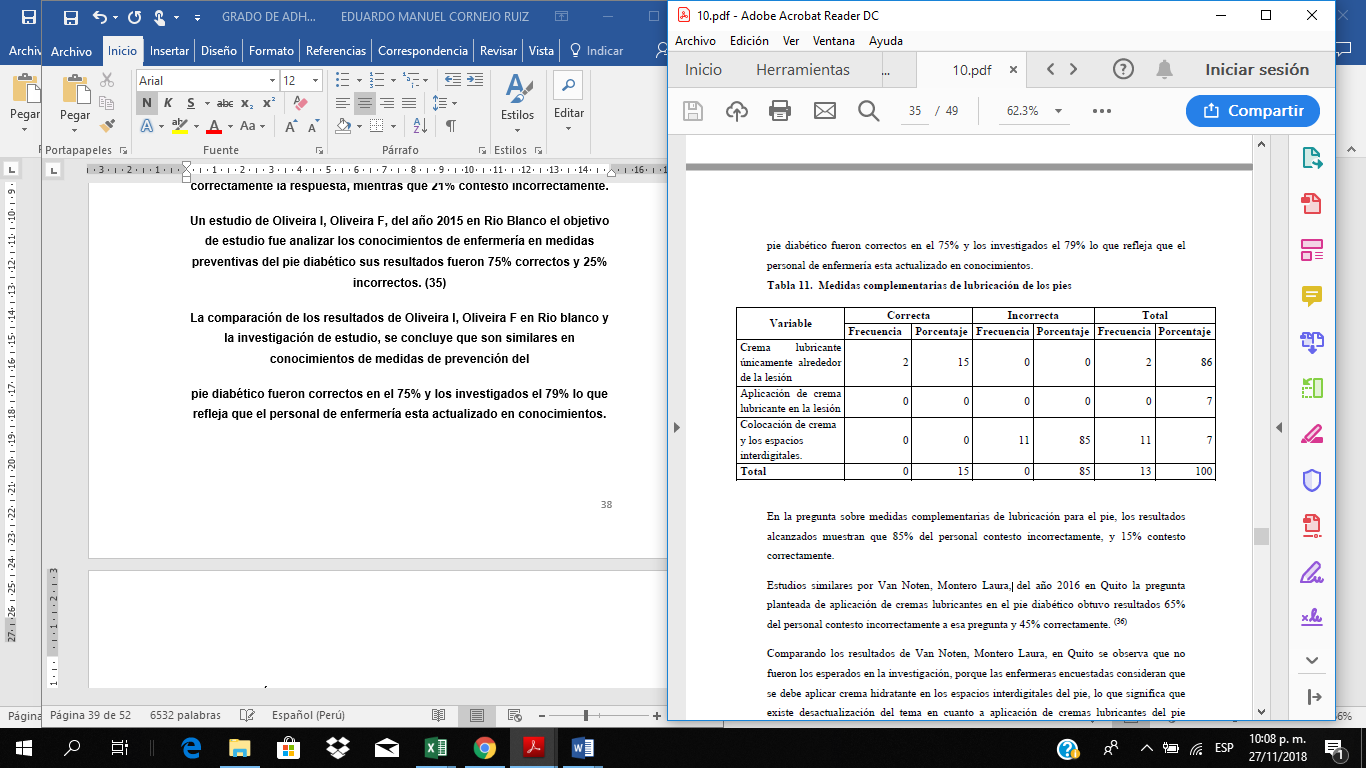 GRADO DE ADH...
EDUARDO MANUEL CORNEJO RUIZ
Archivo Inicio Insertar Diseño Formato Referencias Correspondencia Revisar Vista Indicar
Pegar
Pegar
Arial 12
N K S abc x₂ x²
Estilos
Editar
Portapapeles Fuente Párrafo Estilos
correctamente la respuesta, mientras que 21% contesto incorrectamente.
Un estudio de Oliveira I, Oliveira F, del año 2015 en Rio Blanco el objetivo
de estudio fue analizar los conocimientos de enfermería en medidas
preventivas del pie diabético sus resultados fueron 75% correctos y 25%
incorrectos. (35)
La comparación de los resultados de Oliveira I, Oliveira F en Rio blanco y
la investigación de estudio, se concluye que son similares en
conocimientos de medidas de prevención del
pie diabético fueron correctos en el 75% y los investigados el 79% lo que
refleja que el personal de enfermería esta actualizado en conocimientos.
38
Página 39 de 52 6532 palabras Español (Perú)
10.pdf - Adobe Acrobat Reader DC
Archivo Edición Ver Ventana Ayuda
Inicio Herramientas ... 10.pdf × Iniciar sesión
35 / 49 62.3% Compartir
pie diabético fueron correctos en el 75% y los investigados el 79% lo que refleja que el
personal de enfermería esta actualizado en conocimientos.
Tabla 11. Medidas complementarias de lubricación de los pies
Variable Correcta Incorrecta Total
Frecuencia Porcentaje Frecuencia Porcentaje Frecuencia Porcentaje
Crema lubricante
únicamente alrededor 2 15 0 0 2 86
de la lesión
Aplicación de crema
lubricante en la lesión 0 0 0 0 0 7
Colocación de crema
y los espacios 0 0 11 85 11 7
interdigitales.
Total 0 15 0 85 13 100
En la pregunta sobre medidas complementarias de lubricación para el pie, los resultados
alcanzados muestran que 85% del personal contesto incorrectamente, y 15% contesto
correctamente.
Estudios similares por Van Noten, Montero Laura, del año 2016 en Quito la pregunta
planteada de aplicación de cremas lubricantes en el pie diabético obtuvo resultados 65%
del personal contesto incorrectamente a esa pregunta y 45% correctamente. (36)
Comparando los resultados de Van Noten, Montero Laura, en Quito se observa que no
fueron los esperados en la investigación, porque las enfermeras encuestadas consideran que
se debe aplicar crema hidratante en los espacios interdigitales del pie, lo que significa que
existe desactualización del tema en cuanto a aplicación de cremas lubricantes del pie
ESP
10:08 p. m.
27/11/2018